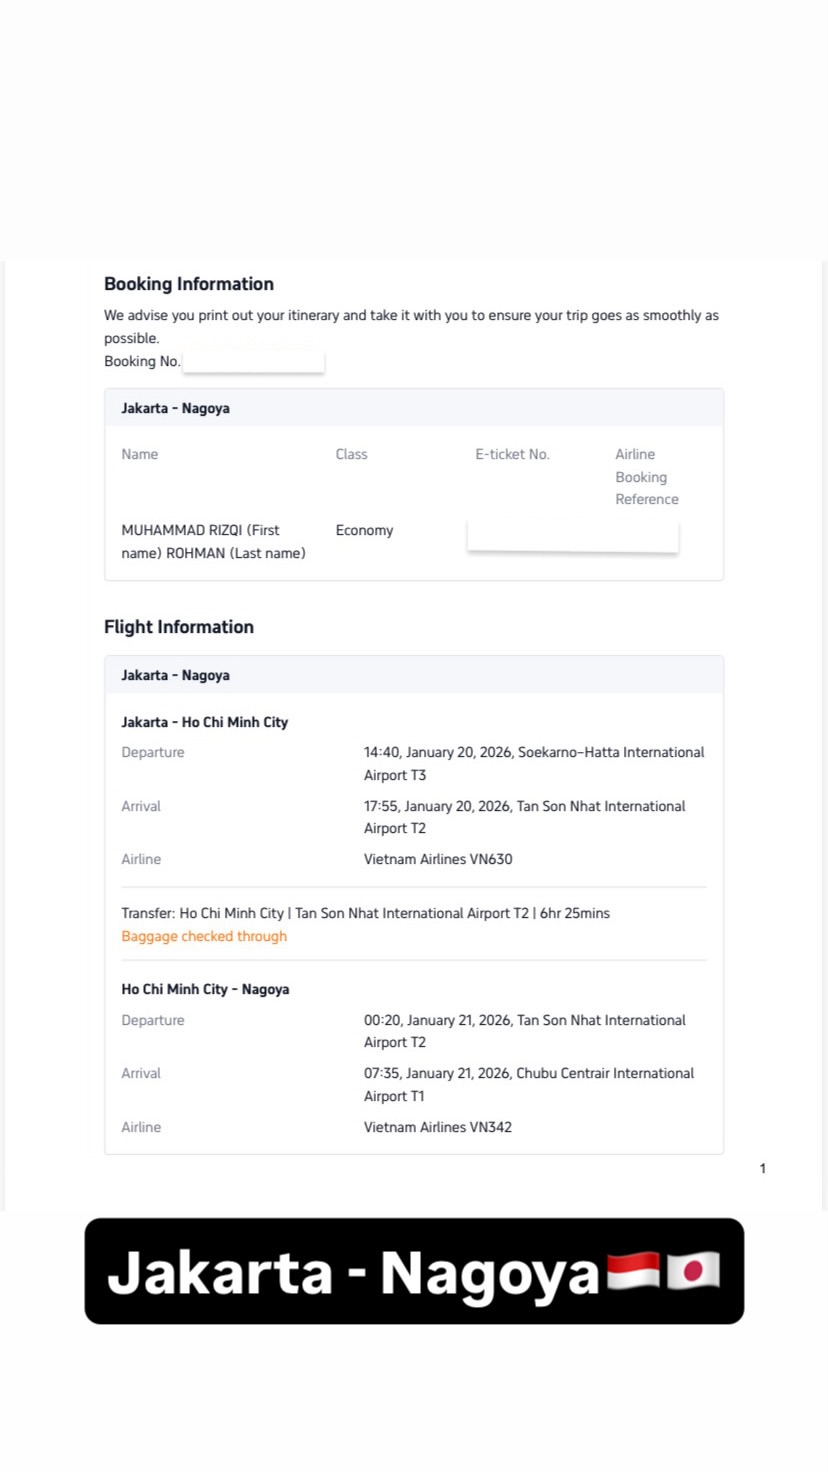 Booking Information
We advise you print out your itinerary and take it with you to ensure your trip goes as smoothly as
possible.
Booking No.
Jakarta - Nagoya
Name Class E-ticket No. Airline
Booking
Reference
MUHAMMAD RIZQI (First Economy
name) ROHMAN (Last name)
Flight Information
Jakarta - Nagoya
Jakarta - Ho Chi Minh City
Departure 14:40, January 20, 2026, Soekarno–Hatta International
Airport T3
Arrival 17:55, January 20, 2026, Tan Son Nhat International
Airport T2
Airline Vietnam Airlines VN630
Transfer: Ho Chi Minh City | Tan Son Nhat International Airport T2 | 6hr 25mins
Baggage checked through
Ho Chi Minh City - Nagoya
Departure 00:20, January 21, 2026, Tan Son Nhat International
Airport T2
Arrival 07:35, January 21, 2026, Chubu Centrair International
Airport T1
Airline Vietnam Airlines VN342
1
Jakarta - Nagoya🇮🇩🇯🇵